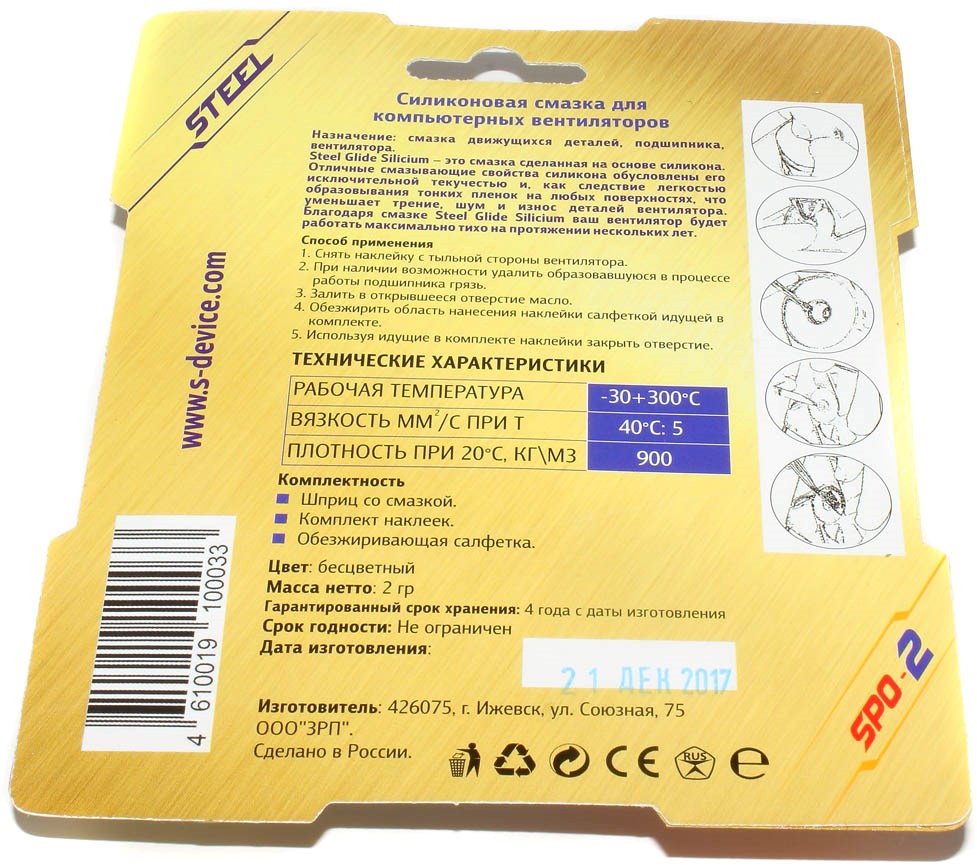 STEEL
Силиконовая смазка для
компьютерных вентиляторов
Назначение: смазка движущихся деталей, подшипника,
вентилятора.
Steel Glide Silicium – это смазка сделанная на основе силикона.
Отличные смазывающие свойства силикона обусловлены его
исключительной текучестью и, как следствие легкостью
образовывания тонких пленок на любых поверхностях, что
уменьшает трение, шум и износ деталей вентилятора.
Благодаря смазке Steel Glide Silicium ваш вентилятор будет
работать максимально тихо на протяжении нескольких лет.
Способ применения
1. Снять наклейку с тыльной стороны вентилятора.
2. При наличии возможности удалить образовавшуюся в процессе
работы подшипника грязь.
3. Залить в открывшееся отверстие масло.
4. Обезжирить область нанесения наклейки салфеткой идущей в
комплекте.
5. Используя идущие в комплекте наклейки закрыть отверстие.
www.s-device.com
ТЕХНИЧЕСКИЕ ХАРАКТЕРИСТИКИ
РАБОЧАЯ ТЕМПЕРАТУРА -30+300°C
ВЯЗКОСТЬ ММ²/С ПРИ Т 40°C: 5
ПЛОТНОСТЬ ПРИ 20°C, КГ\М3 900
Комплектность
Шприц со смазкой.
Комплект наклеек.
Обезжиривающая салфетка.
Цвет: бесцветный
Масса нетто: 2 гр
Гарантированный срок хранения: 4 года с даты изготовления
Срок годности: Не ограничен
Дата изготовления:
21 ДЕК 2017
Изготовитель: 426075, г. Ижевск, ул. Союзная, 75
ООО"ЗРП".
Сделано в России.
4 610019 100033
CE
RUS
e
SPO-2